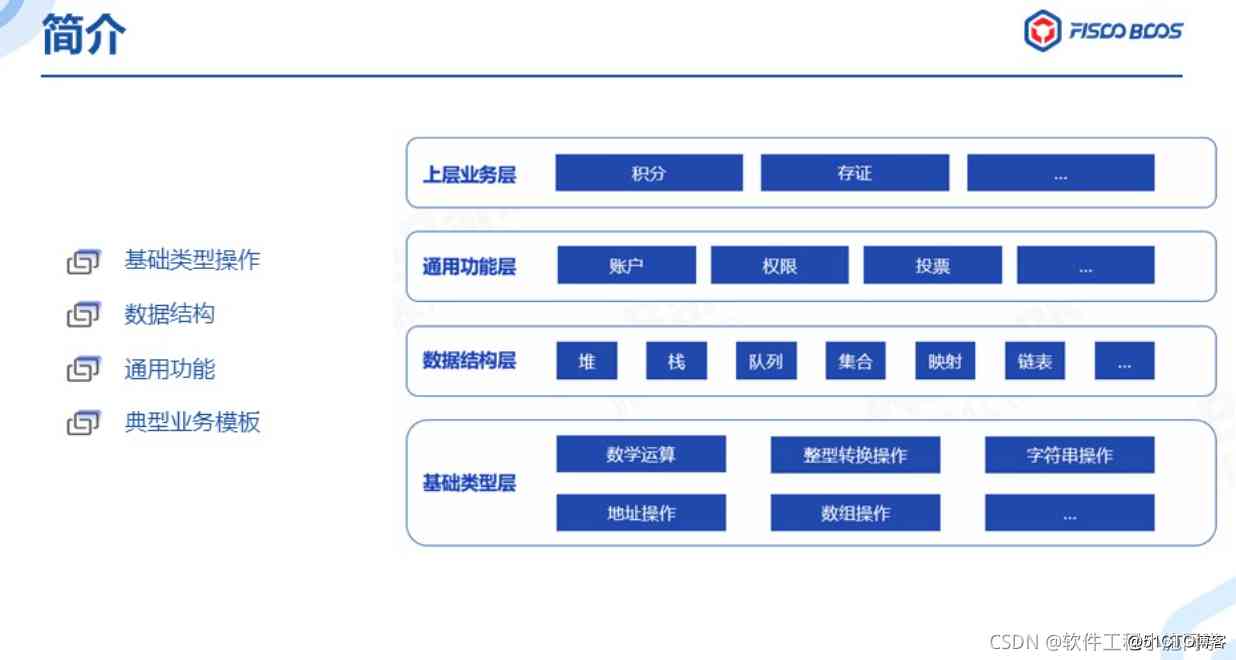 简介
FISCO BCOS
上层业务层 积分 存证 ...
通用功能层 账户 权限 投票 ...
数据结构层 堆 栈 队列 集合 映射 链表 ...
基础类型层
数学运算 整型转换操作 字符串操作
地址操作 数组操作 ...
基础类型操作
数据结构
通用功能
典型业务模板
CSDN @软件工程
@51CTO博客